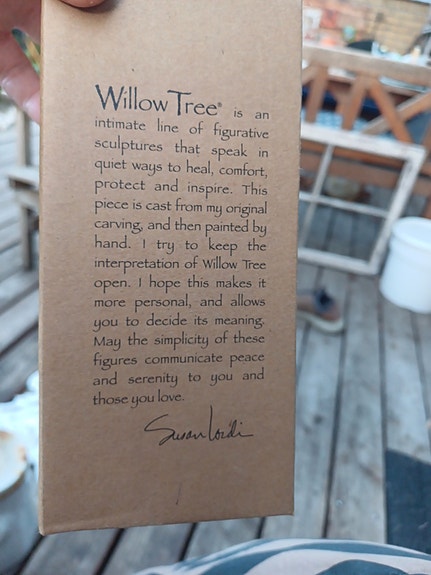 Willow Tree® is an
intimate line of figurative
sculptures that speak in
quiet ways to heal, comfort,
protect and inspire. This
piece is cast from my original
carving, and then painted by
hand. I try to keep the
interpretation of Willow Tree
open. I hope this makes it
more personal, and allows
you to decide its meaning.
May the simplicity of these
figures communicate peace
and serenity to you and
those you love.
Susan Lordi